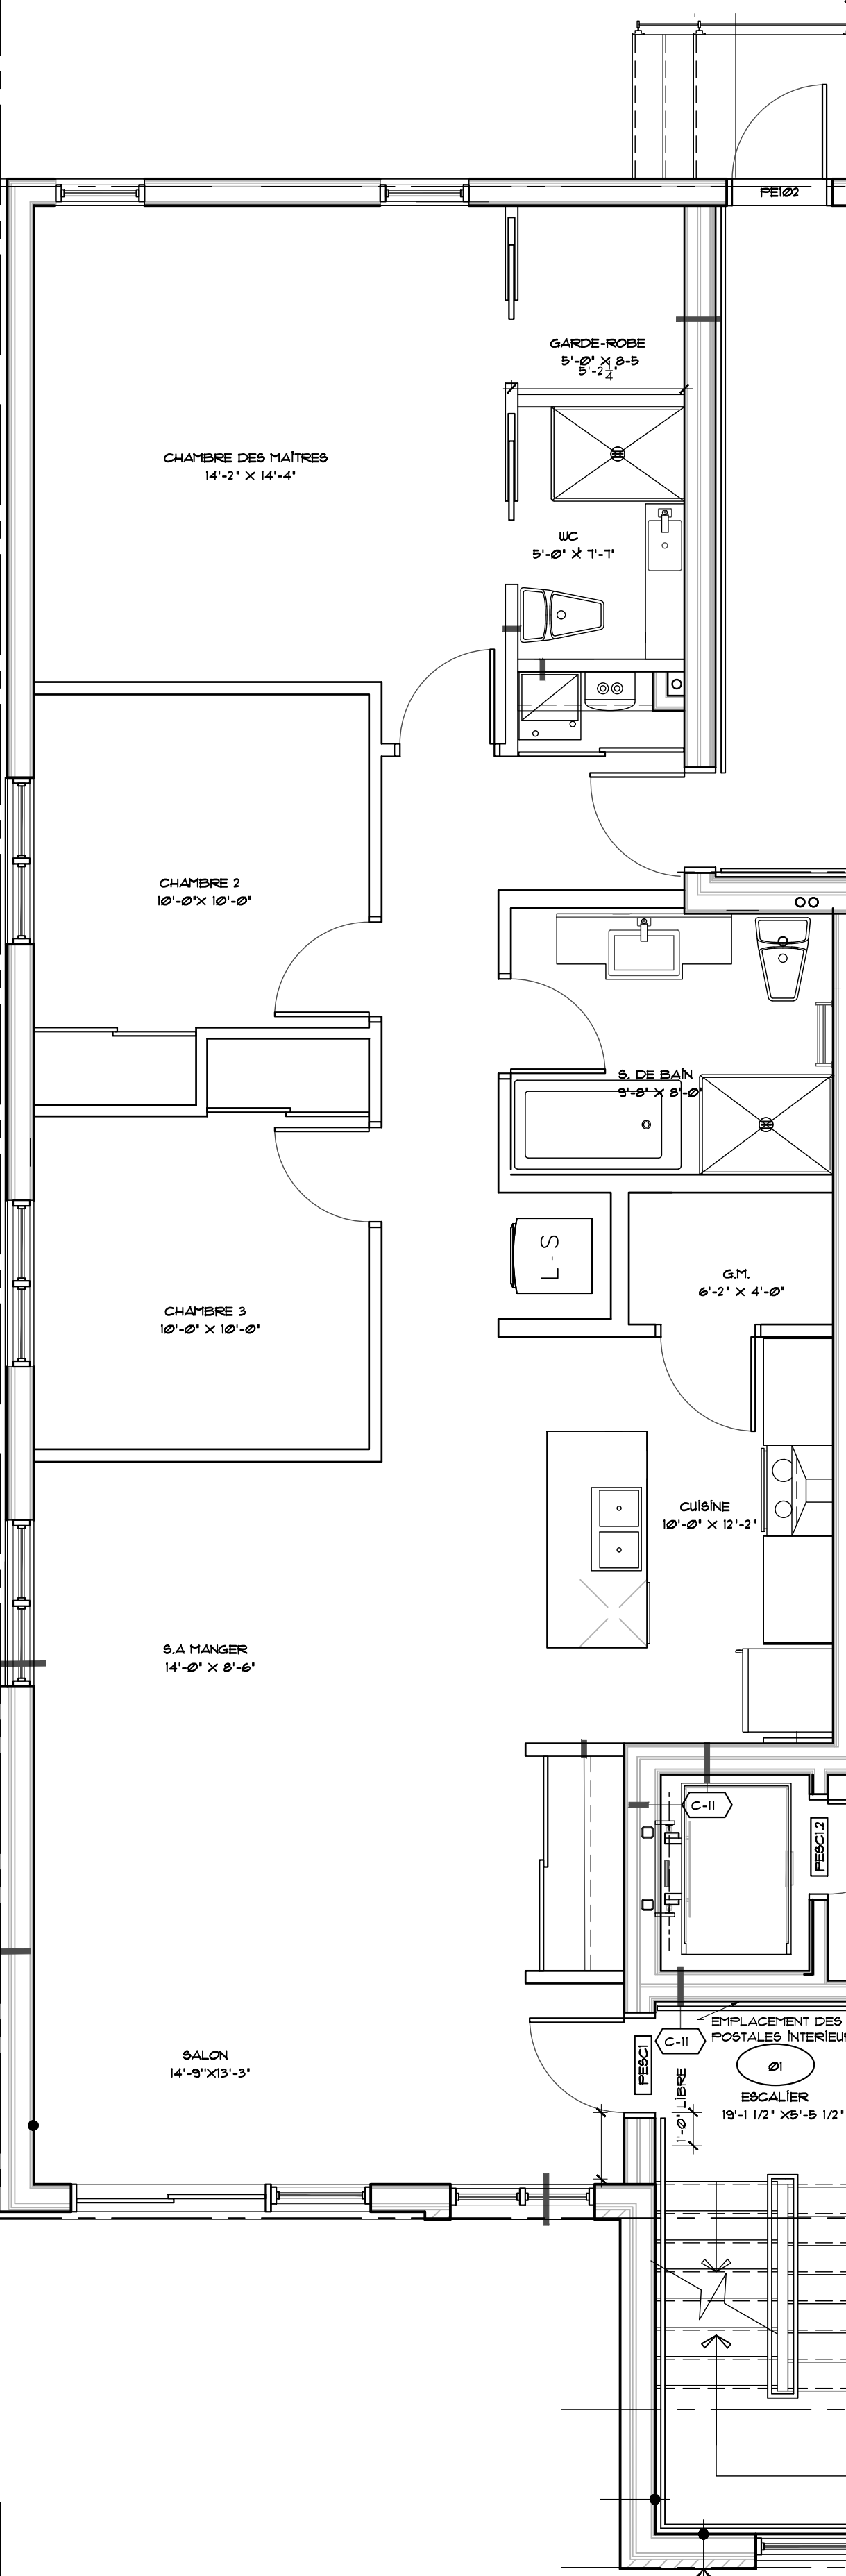 PE102
GARDE-ROBE
5'-0" X 8-5
5'-2 1/4"
CHAMBRE DES MAÎTRES
14'-2" X 14'-4"
WC
5'-0" X 7'-7"
CHAMBRE 2
10'-0"X 10'-0"
S. DE BAIN
9'-8" X 8'-0"
L-S
G.M.
6'-2" X 4'-0"
CHAMBRE 3
10'-0" X 10'-0"
CUISINE
10'-0" X 12'-2"
S.A MANGER
14'-0" X 8'-6"
C-11
PESC1.2
EMPLACEMENT DES
POSTALES INTERIEU
C-11
PESC1
01
ESCALIER
19'-1 1/2" X5'-5 1/2"
1'-0" LIBRE
SALON
14'-9"X13'-3"